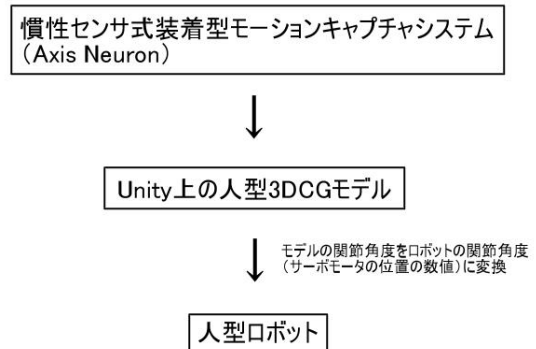 慣性センサ式装着型モーションキャプチャシステム
（Axis Neuron）
Unity上の人型3DCGモデル
モデルの関節角度をロボットの関節角度
（サーボモータの位置の数値）に変換
人型ロボット